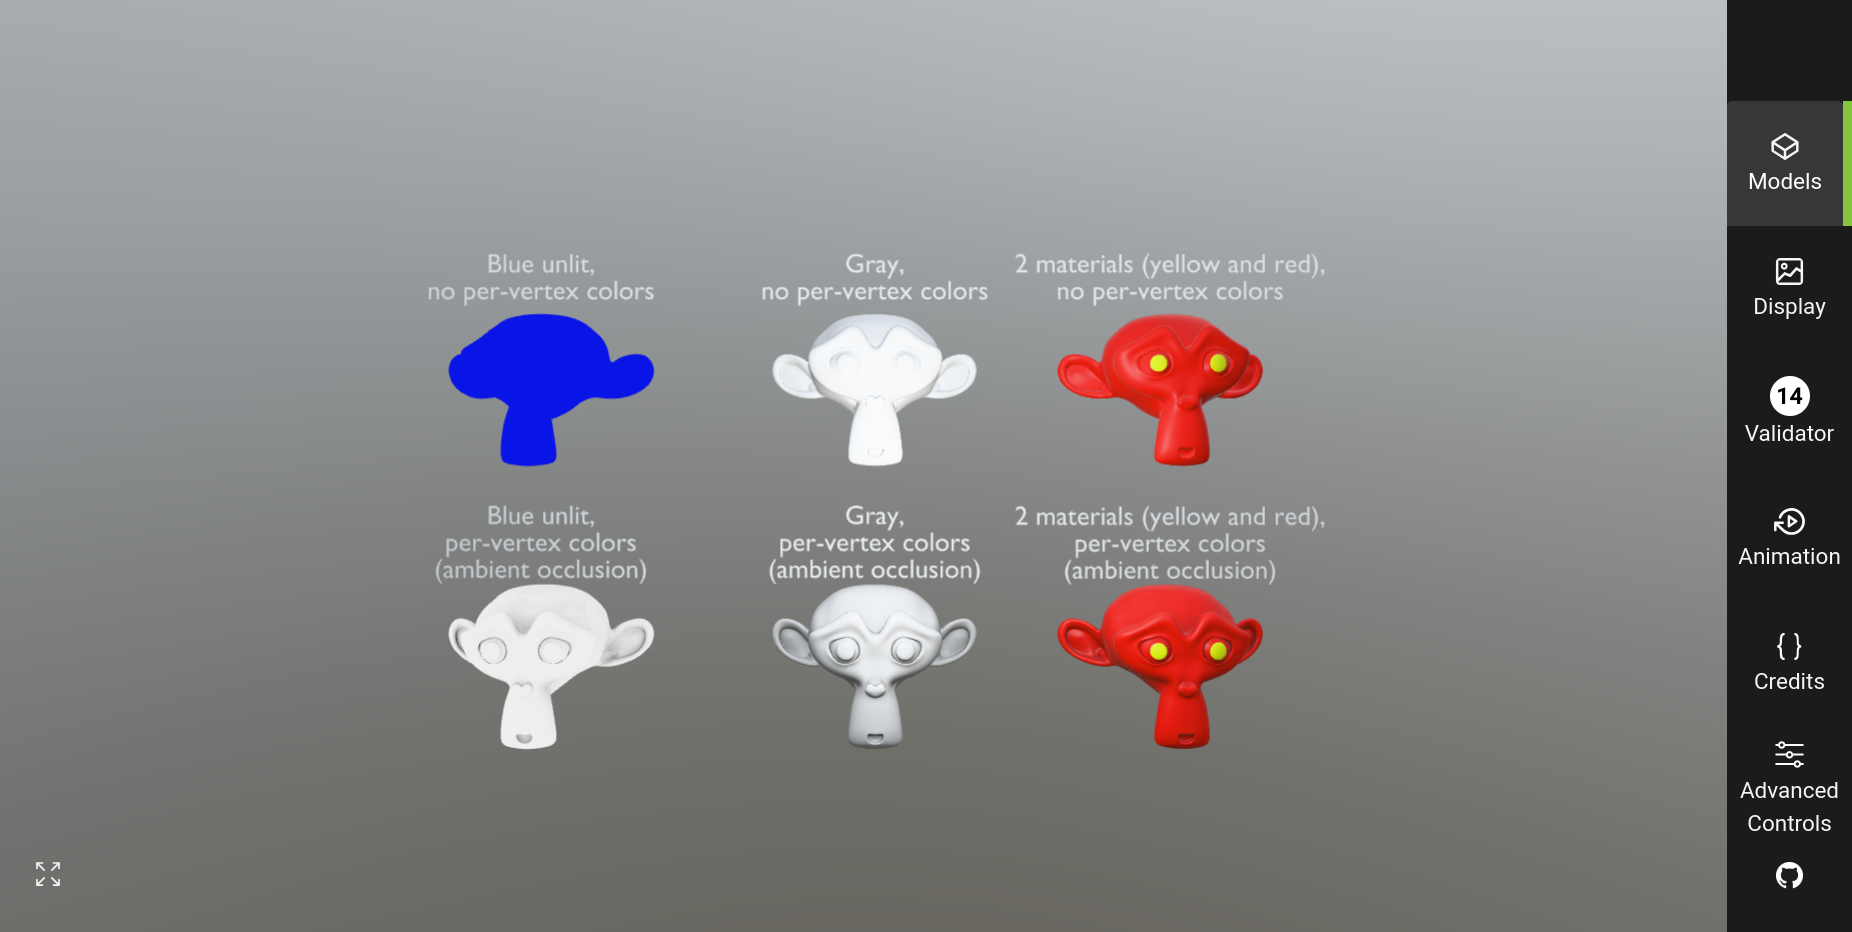 Blue unlit,
no per-vertex colors
Gray,
no per-vertex colors
2 materials (yellow and red),
no per-vertex colors
Blue unlit,
per-vertex colors
(ambient occlusion)
Gray,
per-vertex colors
(ambient occlusion)
2 materials (yellow and red),
per-vertex colors
(ambient occlusion)
Models
Display
14
Validator
Animation
{ }
Credits
Advanced
Controls